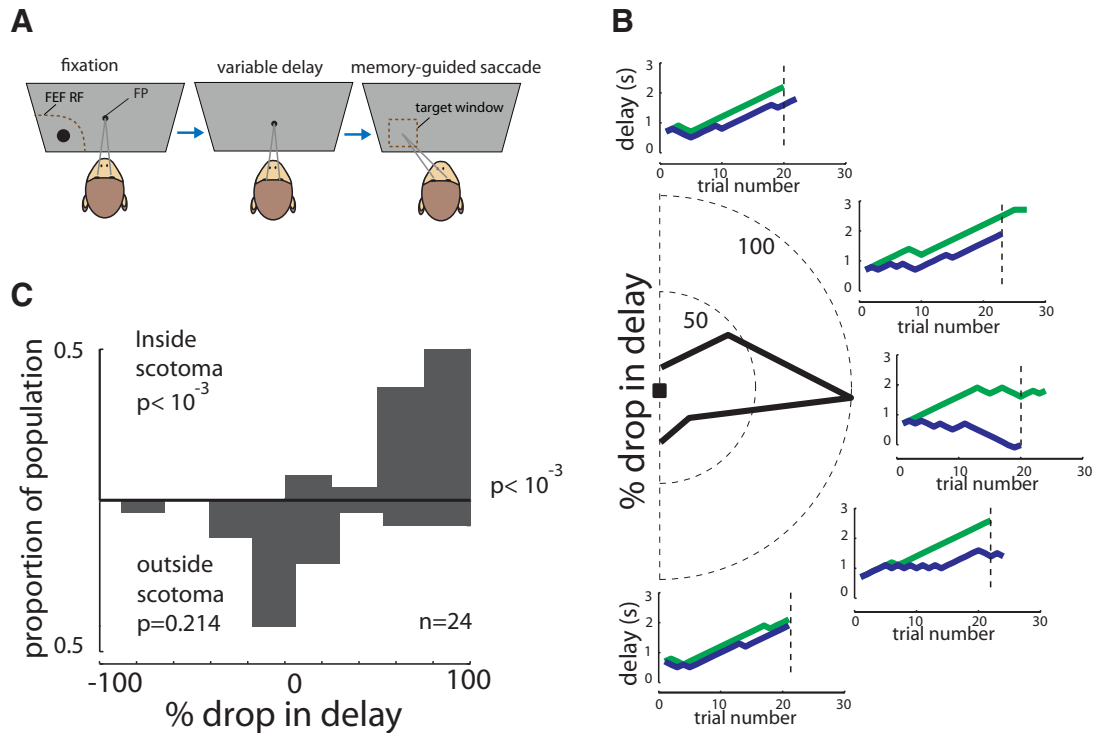 A
fixation
variable delay
memory-guided saccade
FEF RF
FP
target window
B
delay (s)
3
2
1
0
0
10
20
30
trial number
3
2
1
0
0
10
20
30
trial number
3
2
1
0
0
10
20
30
trial number
3
2
1
0
0
10
20
30
trial number
delay (s)
3
2
1
0
0
10
20
30
trial number
% drop in delay
100
50
C
proportion of population
0.5
0.5
Inside
scotoma
p< 10^-3
p< 10^-3
outside
scotoma
p=0.214
n=24
-100
0
100
% drop in delay